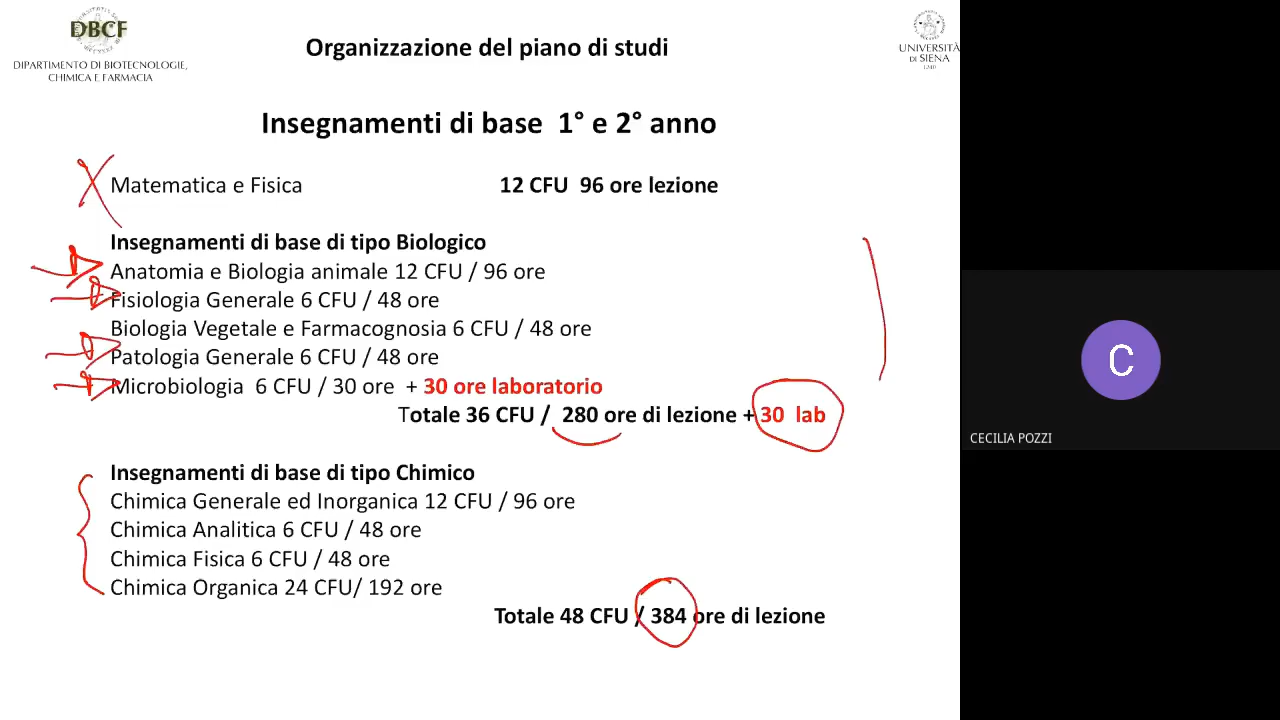 DBCF
DIPARTIMENTO DI BIOTECNOLOGIE,
CHIMICA E FARMACIA
Organizzazione del piano di studi
UNIVERSITÀ
DI SIENA
1240
Insegnamenti di base 1° e 2° anno
Matematica e Fisica 12 CFU 96 ore lezione
Insegnamenti di base di tipo Biologico
Anatomia e Biologia animale 12 CFU / 96 ore
Fisiologia Generale 6 CFU / 48 ore
Biologia Vegetale e Farmacognosia 6 CFU / 48 ore
Patologia Generale 6 CFU / 48 ore
Microbiologia 6 CFU / 30 ore + 30 ore laboratorio
Totale 36 CFU / 280 ore di lezione + 30 lab
Insegnamenti di base di tipo Chimico
Chimica Generale ed Inorganica 12 CFU / 96 ore
Chimica Analitica 6 CFU / 48 ore
Chimica Fisica 6 CFU / 48 ore
Chimica Organica 24 CFU/ 192 ore
Totale 48 CFU / 384 ore di lezione
C
CECILIA POZZI